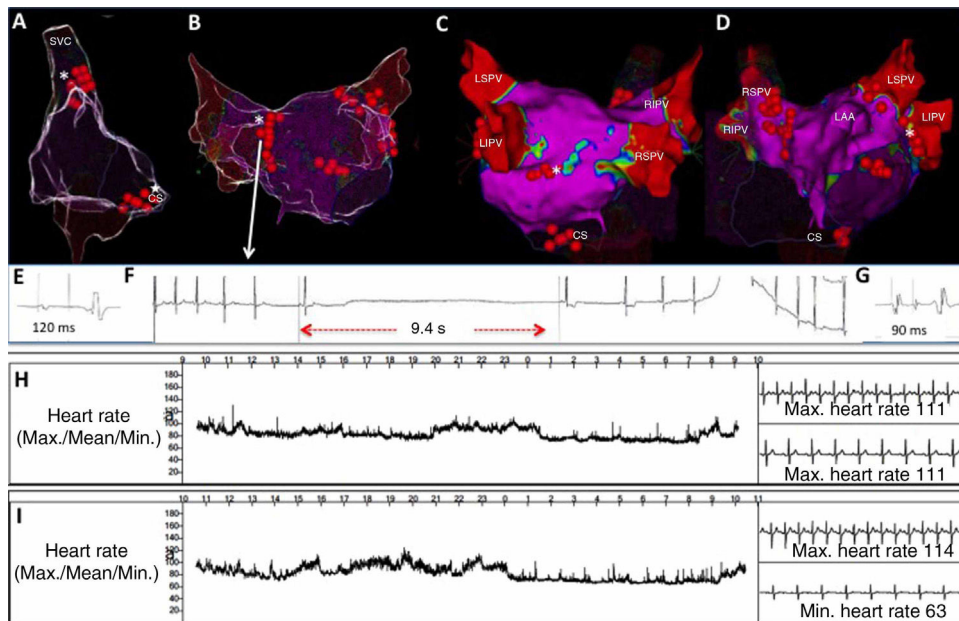 A
SVC
*
CS
B
*
C
LSPV
LIPV
RIPV
RSPV
*
CS
D
RSPV
RIPV
LSPV
LAA
LIPV
*
CS
E
120 ms
F
9.4 s
G
90 ms
9 10 11 12 13 14 15 16 17 18 19 20 21 22 23 0 1 2 3 4 5 6 7 8 9 10
H
Heart rate
(Max./Mean/Min.)
180
160
140
120
100
80
60
40
20
Max. heart rate 111
Max. heart rate 111
10 11 12 13 14 15 16 17 18 19 20 21 22 23 0 1 2 3 4 5 6 7 8 9 10 11
I
Heart rate
(Max./Mean/Min.)
180
160
140
120
100
80
60
40
20
Max. heart rate 114
Min. heart rate 63